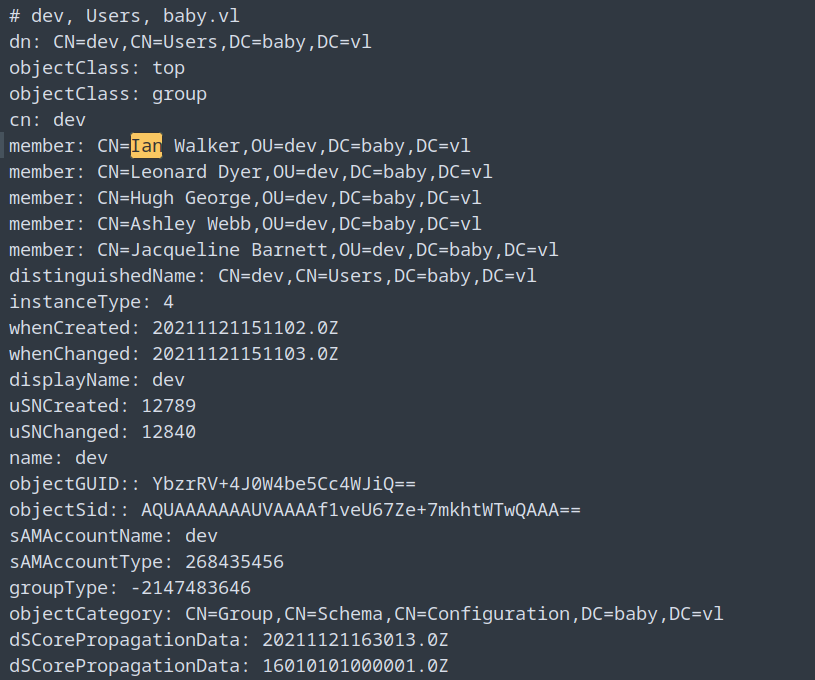 # dev, Users, baby.vl
dn: CN=dev,CN=Users,DC=baby,DC=vl
objectClass: top
objectClass: group
cn: dev
member: CN=Ian Walker,OU=dev,DC=baby,DC=vl
member: CN=Leonard Dyer,OU=dev,DC=baby,DC=vl
member: CN=Hugh George,OU=dev,DC=baby,DC=vl
member: CN=Ashley Webb,OU=dev,DC=baby,DC=vl
member: CN=Jacqueline Barnett,OU=dev,DC=baby,DC=vl
distinguishedName: CN=dev,CN=Users,DC=baby,DC=vl
instanceType: 4
whenCreated: 20211121151102.0Z
whenChanged: 20211121151103.0Z
displayName: dev
uSNCreated: 12789
uSNChanged: 12840
name: dev
objectGUID:: YbzrRV+4J0W4be5Cc4WJiQ==
objectSid:: AQUAAAAAAAUVAAAAf1veU67Ze+7mkhtWTwQAAA==
sAMAccountName: dev
sAMAccountType: 268435456
groupType: -2147483646
objectCategory: CN=Group,CN=Schema,CN=Configuration,DC=baby,DC=vl
dSCorePropagationData: 20211121163013.0Z
dSCorePropagationData: 16010101000001.0Z